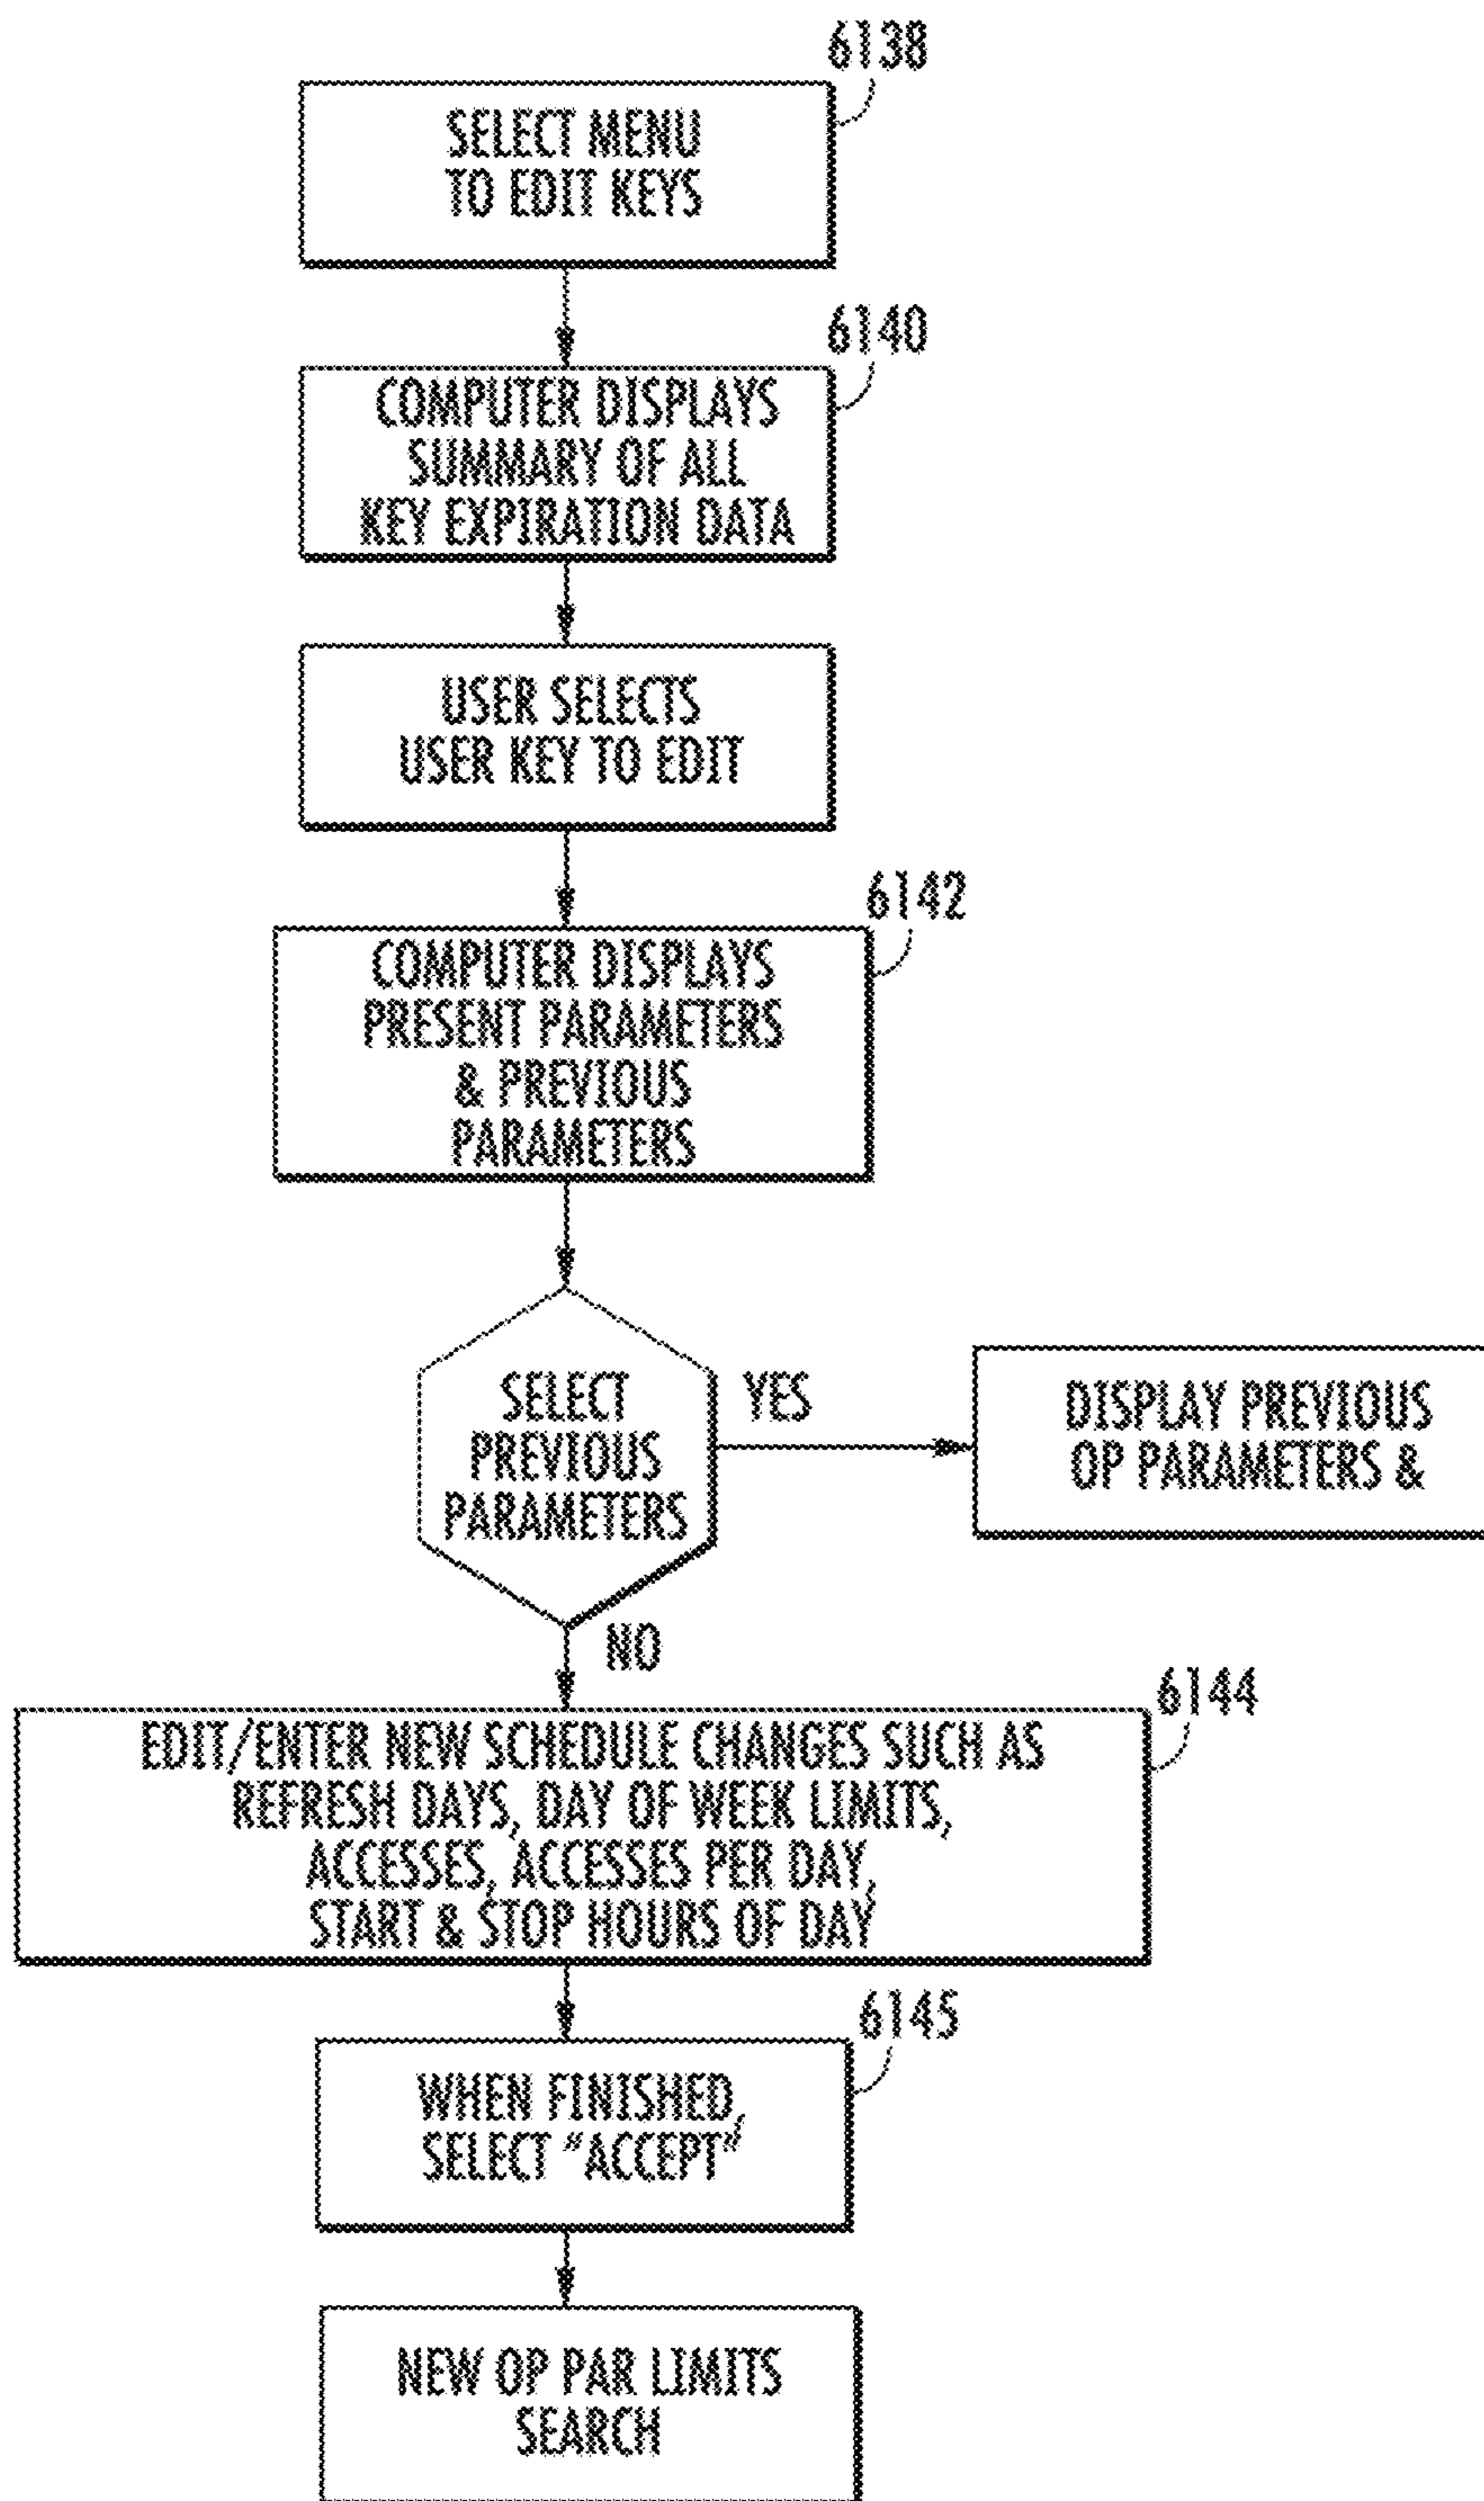 6138
SELECT MENU
TO EDIT KEYS
6140
COMPUTER DISPLAYS
SUMMARY OF ALL
KEY EXPIRATION DATA
USER SELECTS
USER KEY TO EDIT
6142
COMPUTER DISPLAYS
PRESENT PARAMETERS
& PREVIOUS
PARAMETERS
SELECT
PREVIOUS
PARAMETERS
YES
DISPLAY PREVIOUS
OP PARAMETERS &
NO
6144
EDIT/ENTER NEW SCHEDULE CHANGES SUCH AS
REFRESH DAYS, DAY OF WEEK LIMITS,
ACCESSES, ACCESSES PER DAY,
START & STOP HOURS OF DAY
6145
WHEN FINISHED,
SELECT "ACCEPT"
NEW OP PAR LIMITS
SEARCH